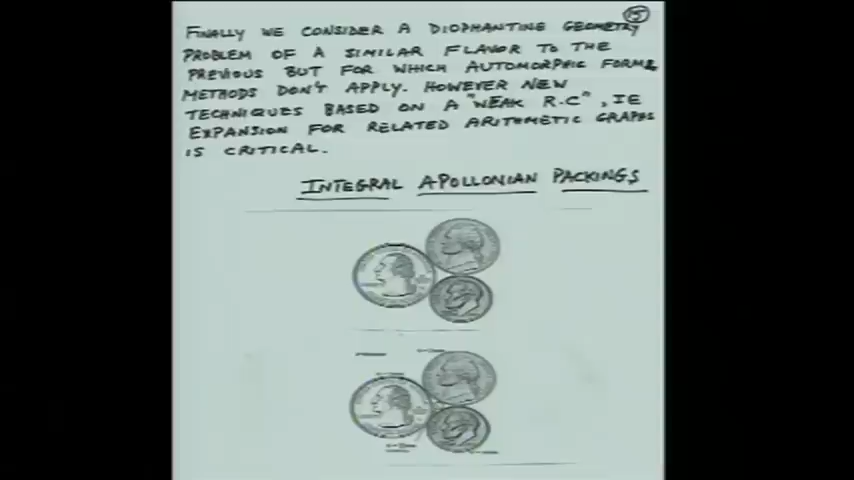 15
FINALLY WE CONSIDER A DIOPHANTINE GEOMETRY
PROBLEM OF A SIMILAR FLAVOR TO THE
PREVIOUS BUT FOR WHICH AUTOMORPHIC FORMS
METHODS DON'T APPLY. HOWEVER NEW
TECHNIQUES BASED ON A "WEAK R.C", IE
EXPANSION FOR RELATED ARITHMETIC GRAPHS
IS CRITICAL.
INTEGRAL APOLLONIAN PACKINGS